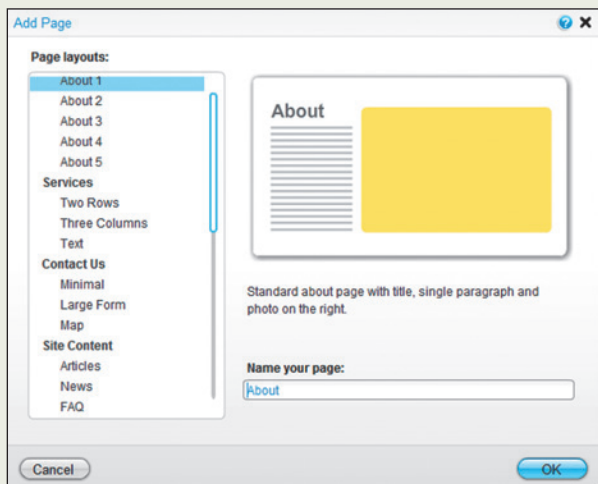 Add Page
Page layouts:
About 1
About 2
About 3
About 4
About 5
Services
Two Rows
Three Columns
Text
Contact Us
Minimal
Large Form
Map
Site Content
Articles
News
FAQ
About
Standard about page with title, single paragraph and
photo on the right.
Name your page:
About
Cancel
OK